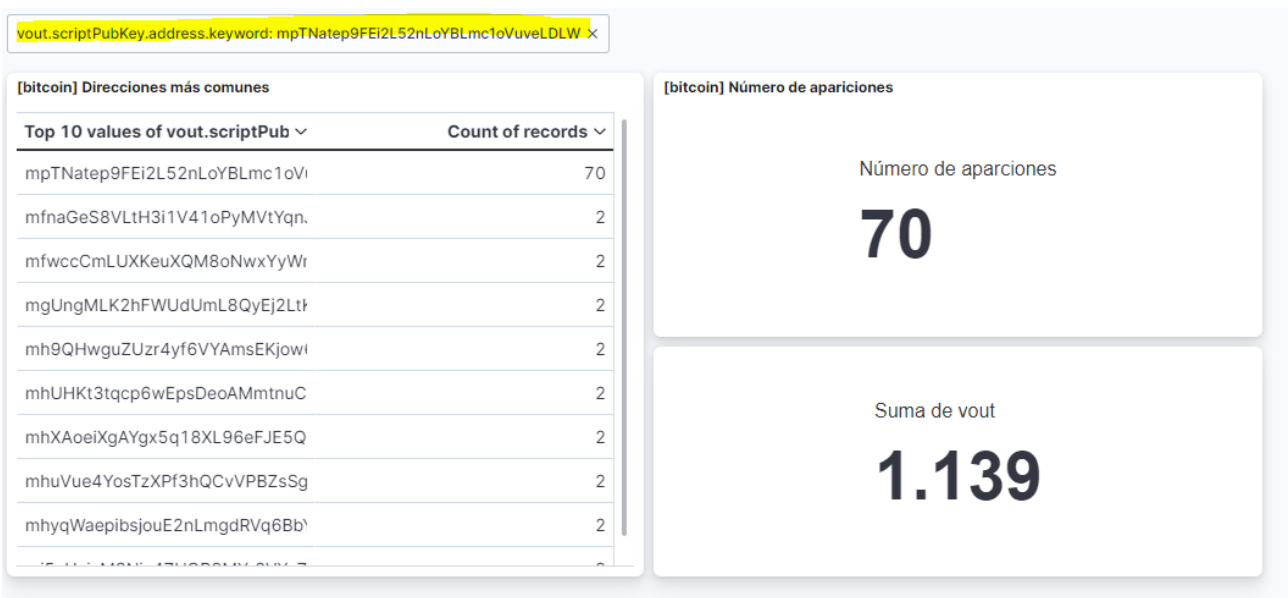 vout.scriptPubKey.address.keyword: mpTNatep9FEi2L52nLoYBLmc1oVuveLDLW ×
[bitcoin] Direcciones más comunes
Top 10 values of vout.scriptPub
Count of records
mpTNatep9FEi2L52nLoYBLmc1oVu
70
mfnaGeS8VLtH3i1V41oPyMVtYqn
2
mfwccCmLUXKeuXQM8oNwxYyW
2
mgUngMLK2hFWUdUmL8QyEj2Lt
2
mh9QHwguZUzr4yf6VYAmsEKjow
2
mhUHKt3tqcp6wEpsDeoAMmtnuC
2
mhXAoeiXgAYgx5q18XL96eFJE5Q
2
mhuVue4YosTzXPf3hQCvVPBZsSg
2
mhyqWaepibsjouE2nLmgdRVq6Bb
2
[bitcoin] Número de apariciones
Número de aparciones
70
Suma de vout
1.139